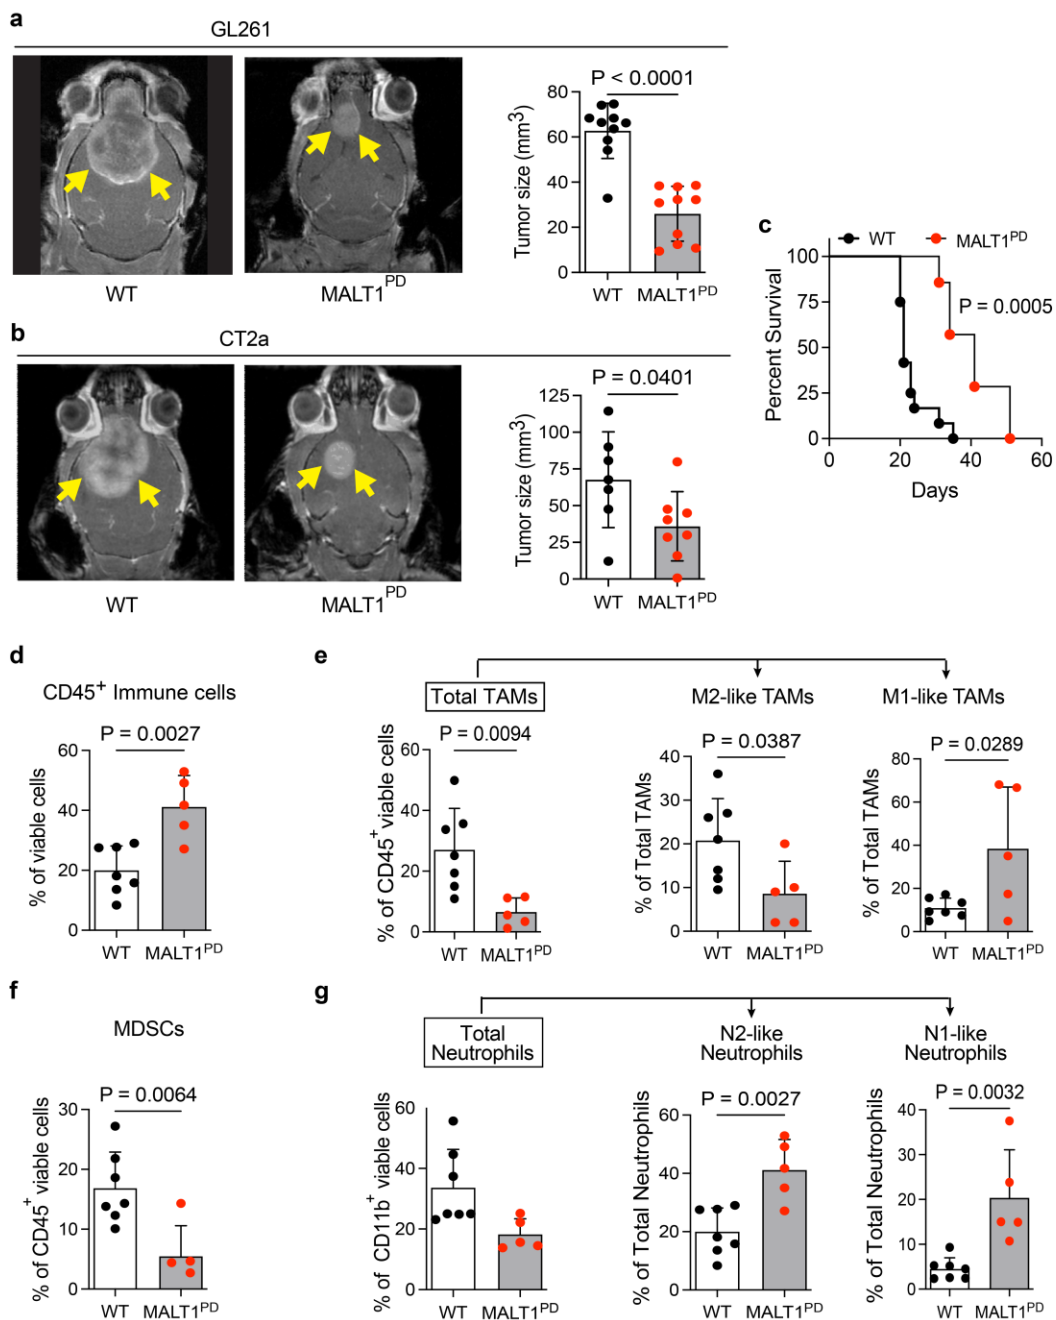 a
GL261
WT
MALT1PD
P < 0.0001
Tumor size (mm3)
80
60
40
20
0
WT
MALT1PD
b
CT2a
WT
MALT1PD
P = 0.0401
Tumor size (mm3)
125
100
75
50
25
0
WT
MALT1PD
c
WT
MALT1PD
P = 0.0005
Percent Survival
100
75
50
25
0
0
20
40
60
Days
d
CD45+ Immune cells
P = 0.0027
% of viable cells
60
40
20
0
WT
MALT1PD
e
Total TAMs
P = 0.0094
% of CD45+ viable cells
60
40
20
0
WT
MALT1PD
M2-like TAMs
P = 0.0387
% of Total TAMs
40
30
20
10
0
WT
MALT1PD
M1-like TAMs
P = 0.0289
% of Total TAMs
80
60
40
20
0
WT
MALT1PD
f
MDSCs
P = 0.0064
% of CD45+ viable cells
30
20
10
0
WT
MALT1PD
g
Total
Neutrophils
% of CD11b+ viable cells
60
40
20
0
WT
MALT1PD
N2-like
Neutrophils
P = 0.0027
% of Total Neutrophils
60
40
20
0
WT
MALT1PD
N1-like
Neutrophils
P = 0.0032
% of Total Neutrophils
40
30
20
10
0
WT
MALT1PD